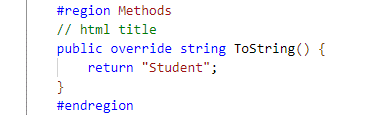 #region Methods
// html title
public override string ToString() {
return "Student";
}
#endregion